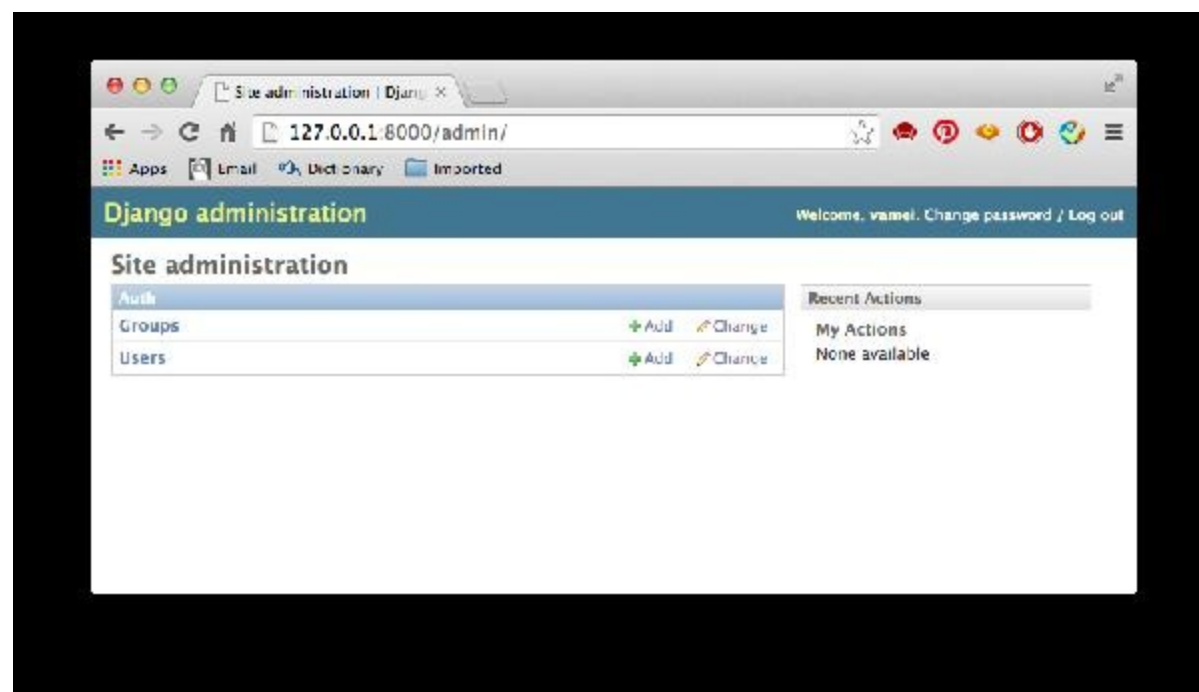 Site administration | Djang
127.0.0.1:8000/admin/
Apps Email Dictionary Imported
Django administration
Welcome, vamei. Change password / Log out
Site administration
Auth
Groups Add Change
Users Add Change
Recent Actions
My Actions
None available